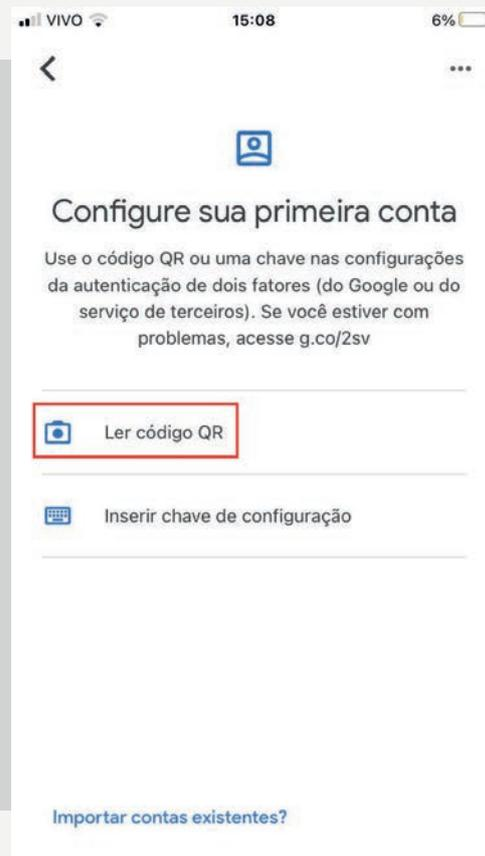 VIVO 15:08 6%
Configure sua primeira conta
Use o código QR ou uma chave nas configurações
da autenticação de dois fatores (do Google ou do
serviço de terceiros). Se você estiver com
problemas, acesse g.co/2sv
Ler código QR
Inserir chave de configuração
Importar contas existentes?